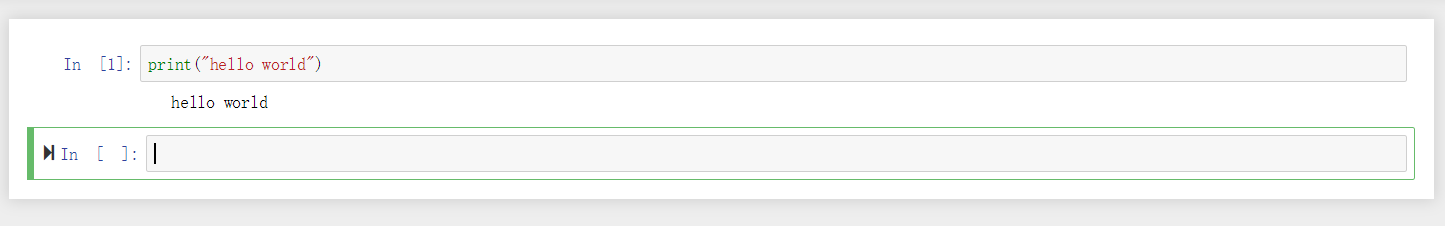 In [1]: print("hello world")
hello world
In [ ]: